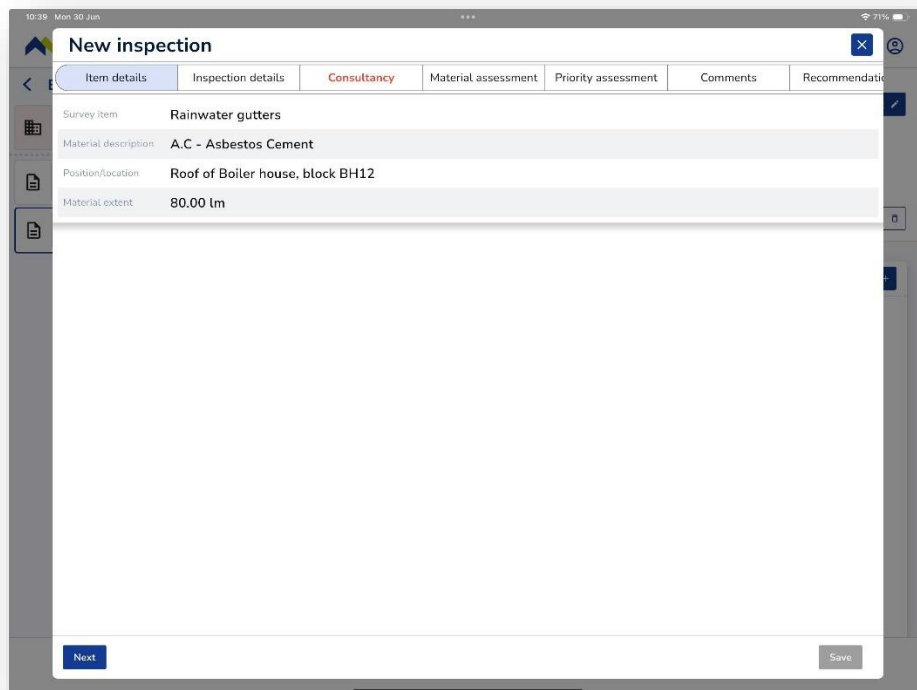 10:39 Mon 30 Jun
71%
New inspection
Item details Inspection details Consultancy Material assessment Priority assessment Comments Recommendatio
Survey Item Rainwater gutters
Material description A.C - Asbestos Cement
Position/location Roof of Boiler house, block BH12
Material extent 80.00 lm
Next Save